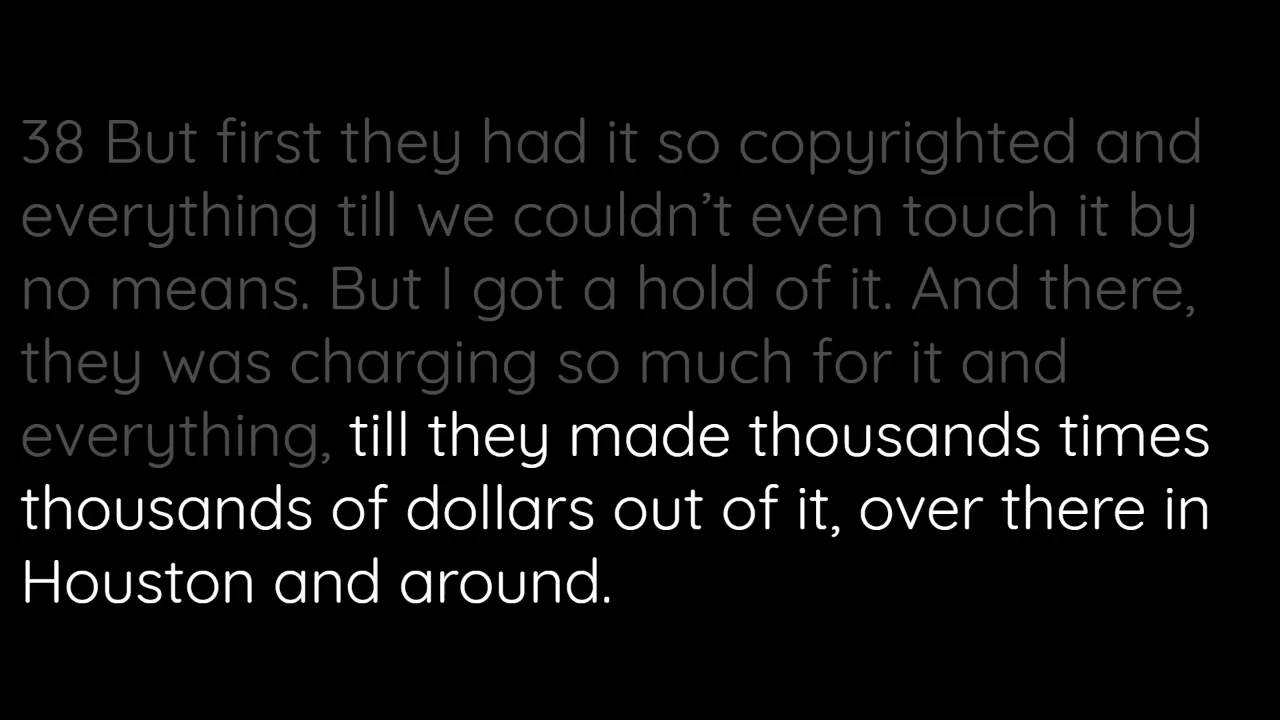 38 But first they had it so copyrighted and
everything till we couldn’t even touch it by
no means. But I got a hold of it. And there,
they was charging so much for it and
everything, till they made thousands times
thousands of dollars out of it, over there in
Houston and around.